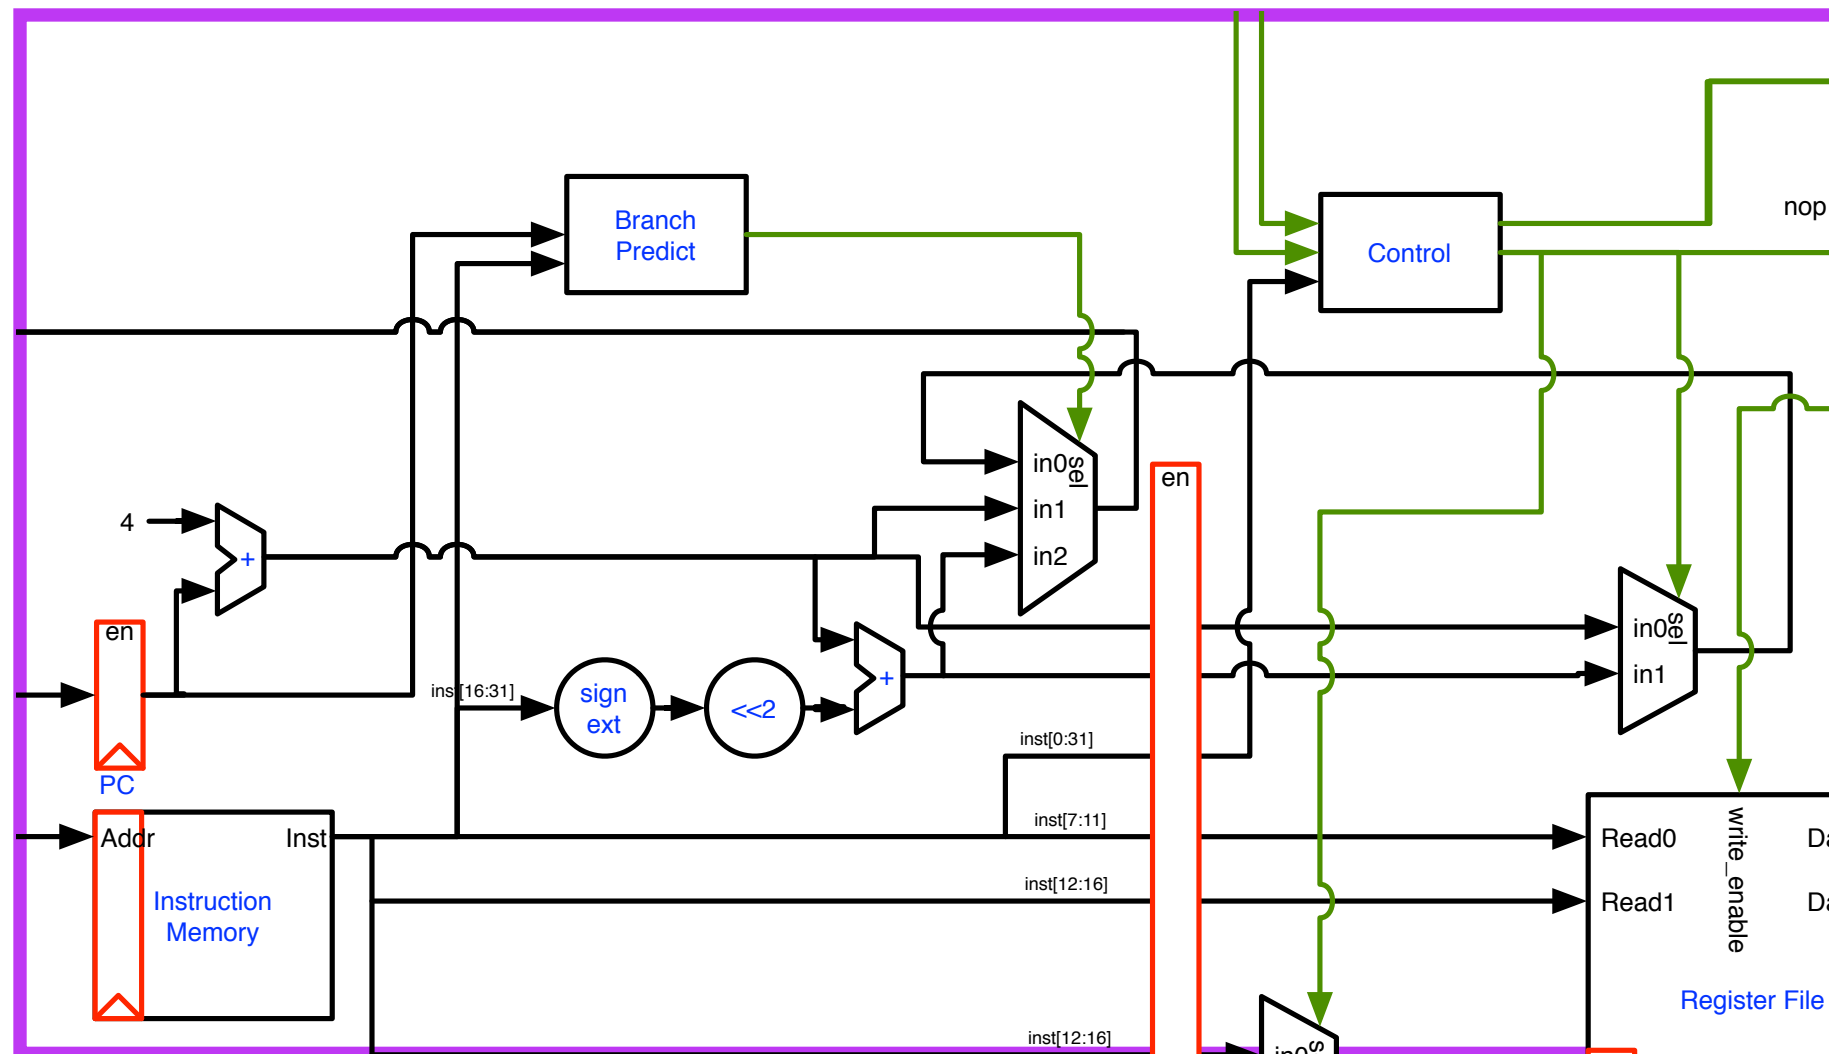 nop
Branch
Predict
Control
in0
sel
in1
in2
en
4
+
en
in0
sel
in1
inst[16:31]
sign
ext
<<2
+
inst[0:31]
PC
inst[7:11]
Addr
Inst
Read0
write_enable
inst[12:16]
Instruction
Memory
Read1
Register File
inst[12:16]
in0